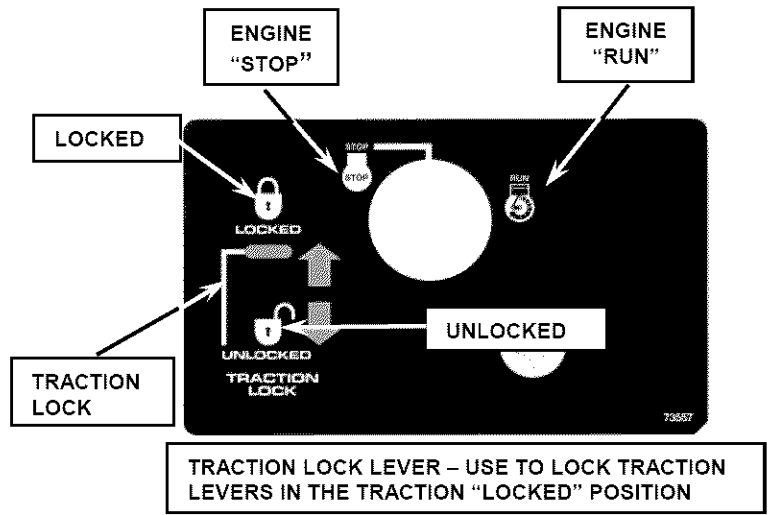 ENGINE
“STOP”
ENGINE
“RUN”
LOCKED
STOP
STOP
RUN
LOCKED
UNLOCKED
UNLOCKED
TRACTION
LOCK
TRACTION
LOCK
73557
TRACTION LOCK LEVER – USE TO LOCK TRACTION
LEVERS IN THE TRACTION “LOCKED” POSITION